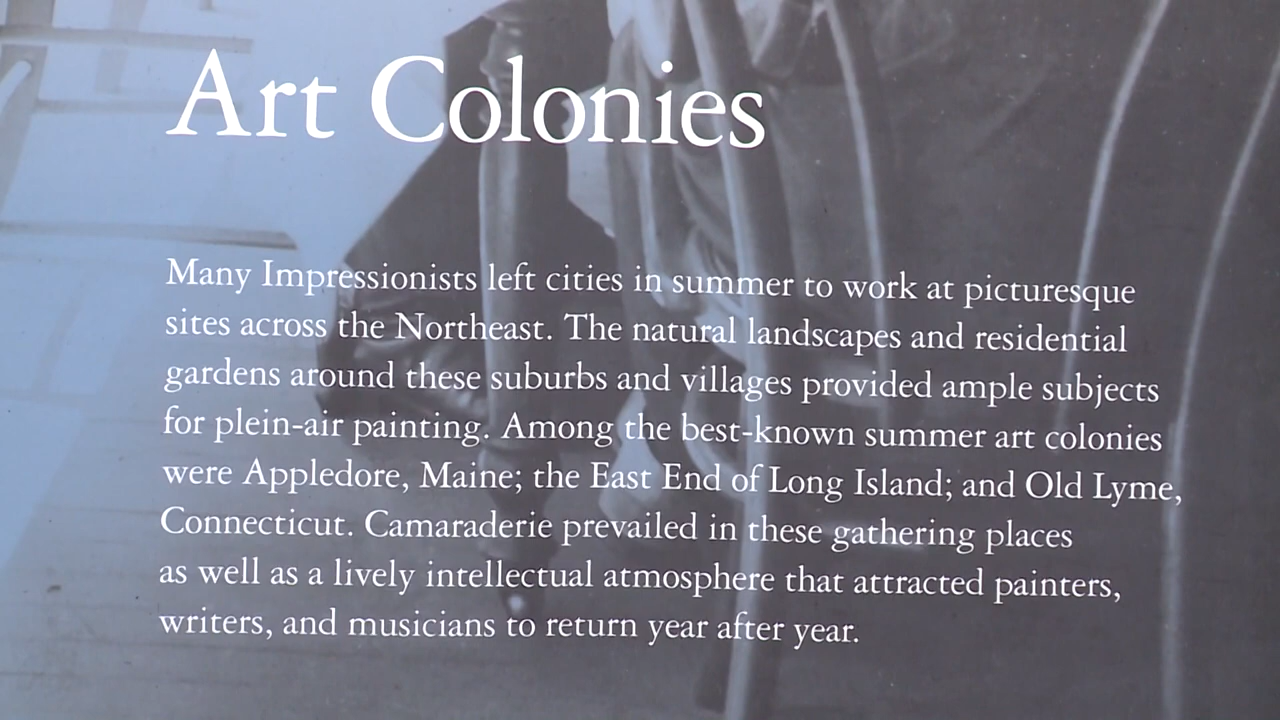 Art Colonies
Many Impressionists left cities in summer to work at picturesque
sites across the Northeast. The natural landscapes and residential
gardens around these suburbs and villages provided ample subjects
for plein-air painting. Among the best-known summer art colonies
were Appledore, Maine; the East End of Long Island; and Old Lyme,
Connecticut. Camaraderie prevailed in these gathering places
as well as a lively intellectual atmosphere that attracted painters,
writers, and musicians to return year after year.